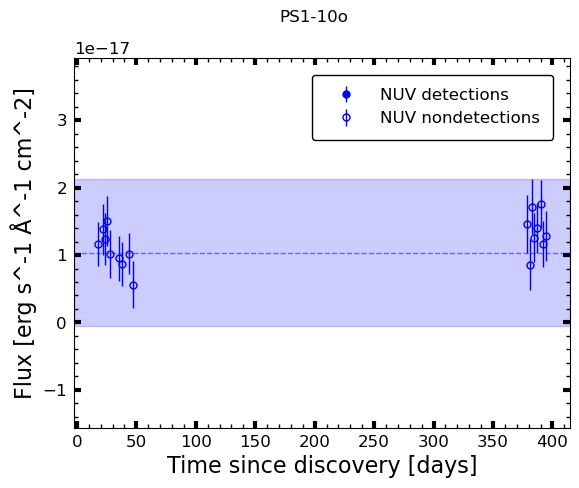 PS1-10o
1e−17
NUV detections
NUV nondetections
3
2
1
0
−1
Flux [erg s^-1 Å^-1 cm^-2]
0 50 100 150 200 250 300 350 400
Time since discovery [days]